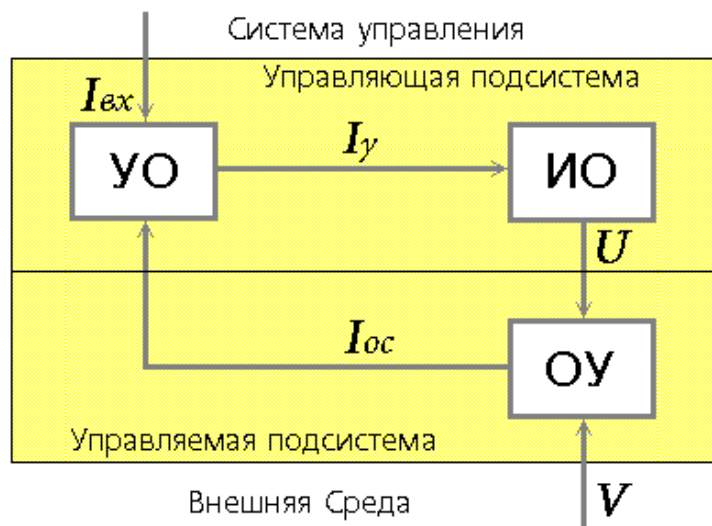 Система управления
Управляющая подсистема
Iвх
Iу
УО
ИО
U
Iос
ОУ
Управляемая подсистема
Внешняя Среда
V